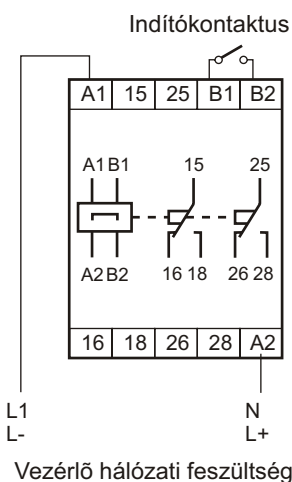 Indítókontaktus
A1 15 25 B1 B2
A1 B1 15 25
A2 B2 16 18 26 28
16 18 26 28 A2
L1 N
L- L+
Vezérlõ hálózati feszültség